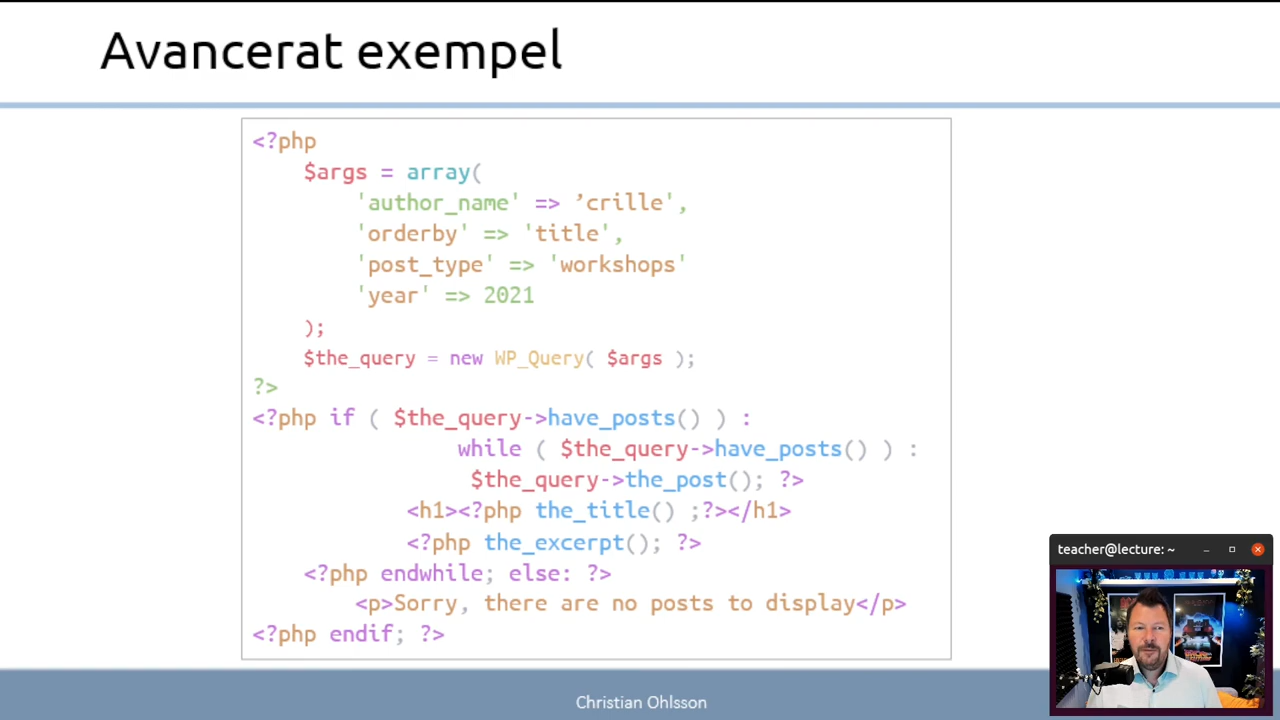 Avancerat exempel
<?php
$args = array(
'author_name' => ’crille',
'orderby' => 'title',
'post_type' => 'workshops'
'year' => 2021
);
$the_query = new WP_Query( $args );
?>
<?php if ( $the_query->have_posts() ) :
while ( $the_query->have_posts() ) :
$the_query->the_post(); ?>
<h1><?php the_title() ;?></h1>
<?php the_excerpt(); ?>
<?php endwhile; else: ?>
<p>Sorry, there are no posts to display</p>
<?php endif; ?>
teacher@lecture: ~
Christian Ohlsson